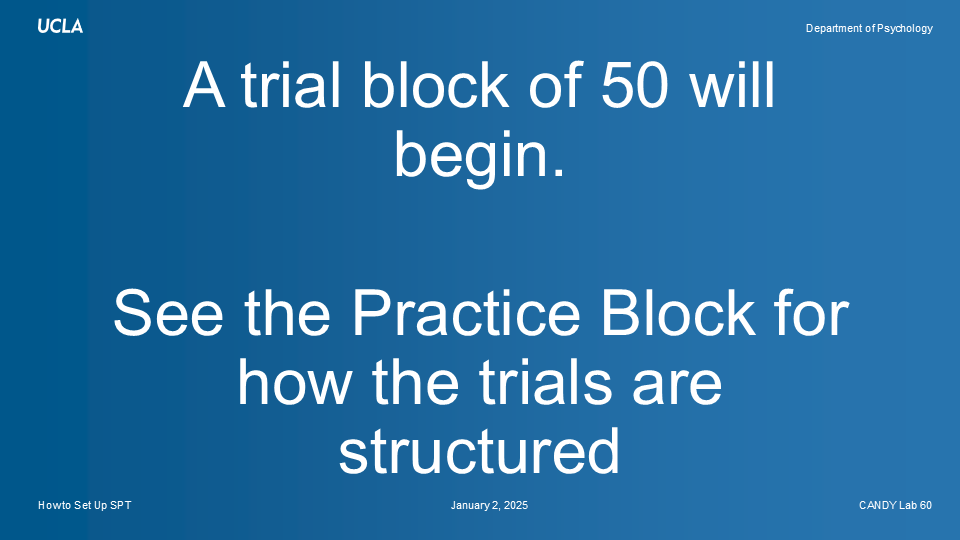 UCLA
Department of Psychology
A trial block of 50 will
begin.
See the Practice Block for
how the trials are
structured
Howto Set Up SPT
January 2, 2025
CANDY Lab 60